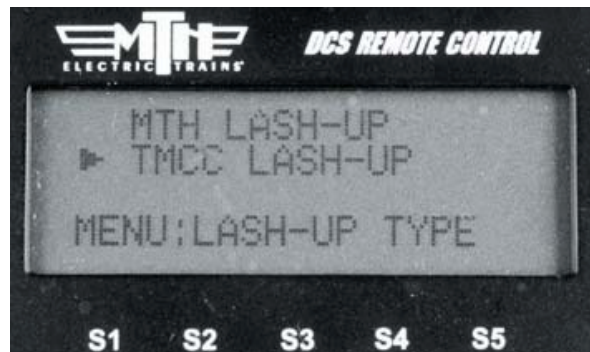 MTH
ELECTRIC TRAINS®
DCS REMOTE CONTROL
MTH LASH-UP
TMCC LASH-UP
MENU:LASH-UP TYPE
S1 S2 S3 S4 S5